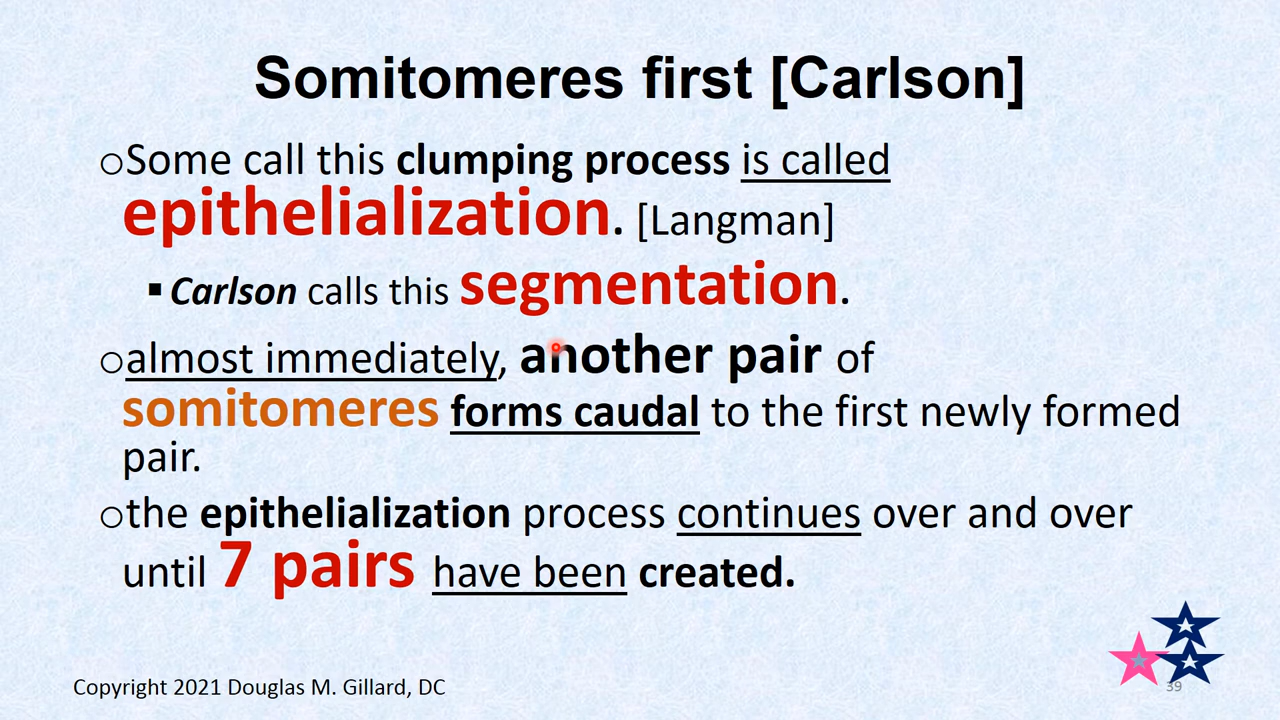 Somitomeres first [Carlson]
oSome call this clumping process is called
epithelialization. [Langman]
▪ Carlson calls this segmentation.
oalmost immediately, another pair of
somitomeres forms caudal to the first newly formed
pair.
othe epithelialization process continues over and over
until 7 pairs have been created.
Copyright 2021 Douglas M. Gillard, DC
39